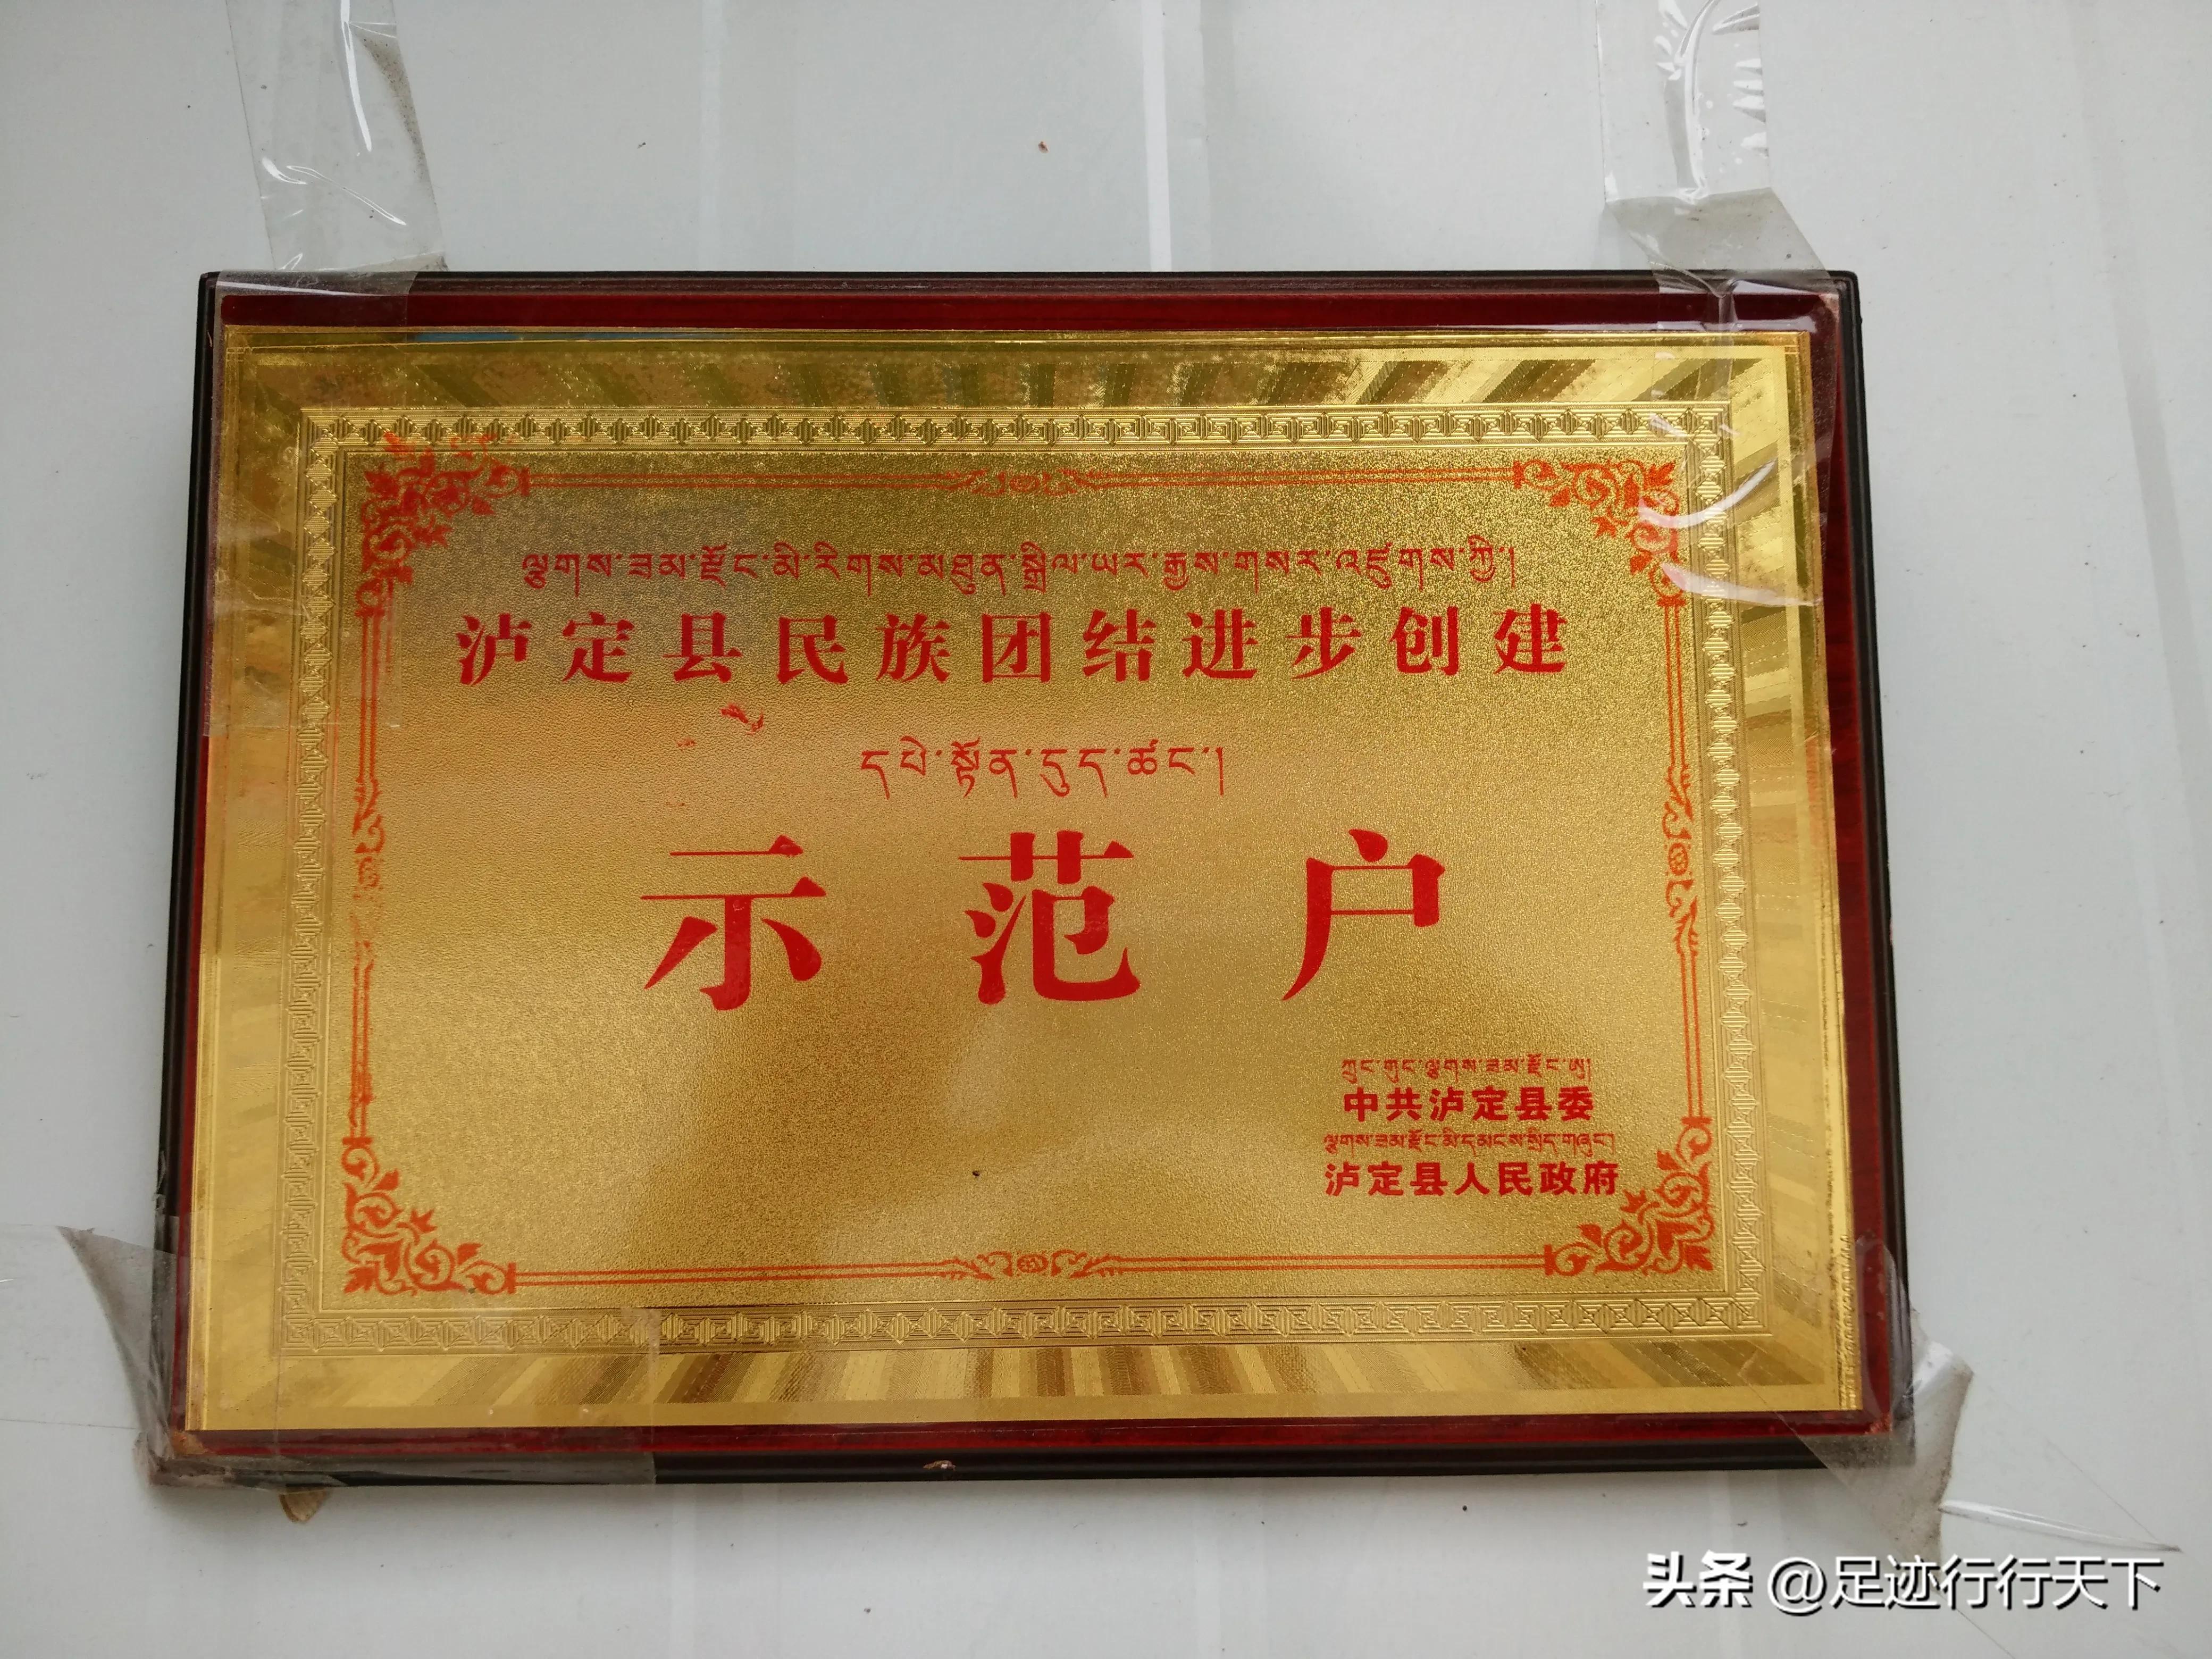 ལྕགས་ཟམ་རྫོང་མི་རིགས་མཐུན་སྒྲིལ་ཡར་རྒྱས་གསར་འཛུགས་ཀྱི།
泸定县民族团结进步创建
དཔེ་སྟོན་དུད་ཚང་།
示范户
ཀྲུང་གུང་ལྕགས་ཟམ་རྫོང་ཨུ།
中共泸定县委
ལྕགས་ཟམ་རྫོང་མི་དམངས་སྲིད་གཞུང་།
泸定县人民政府
头条 @足迹行行天下